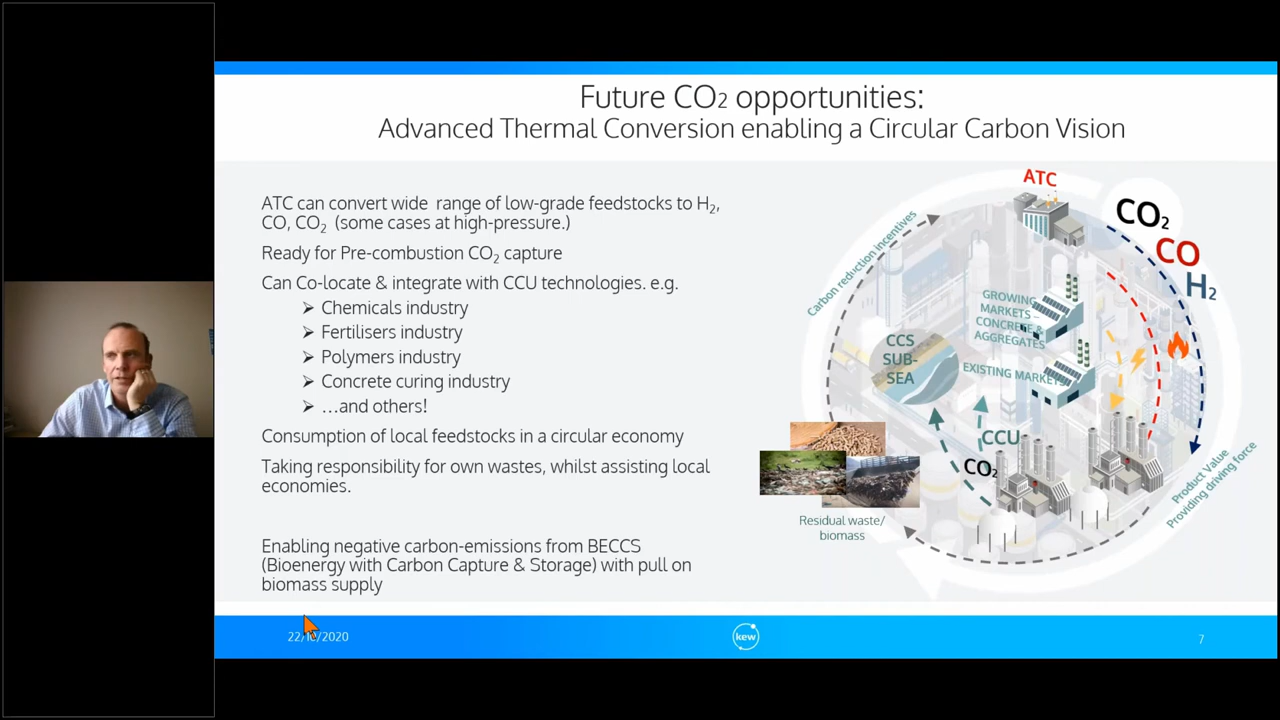 Future CO₂ opportunities:
Advanced Thermal Conversion enabling a Circular Carbon Vision
ATC can convert wide range of low-grade feedstocks to H₂,
CO, CO₂ (some cases at high-pressure.)
Ready for Pre-combustion CO₂ capture
Can Co-locate & integrate with CCU technologies. e.g.
➢ Chemicals industry
➢ Fertilisers industry
➢ Polymers industry
➢ Concrete curing industry
➢ …and others!
Consumption of local feedstocks in a circular economy
Taking responsibility for own wastes, whilst assisting local
economies.
Enabling negative carbon-emissions from BECCS
(Bioenergy with Carbon Capture & Storage) with pull on
biomass supply
ATC
CO₂
CO
H₂
Carbon reduction incentives
GROWING
MARKETS –
CONCRETE &
AGGREGATES
CCS
SUB-
SEA
EXISTING MARKETS
CCU
CO₂
Product Value
Providing driving force
Residual waste/
biomass
22/10/2020
kew
7